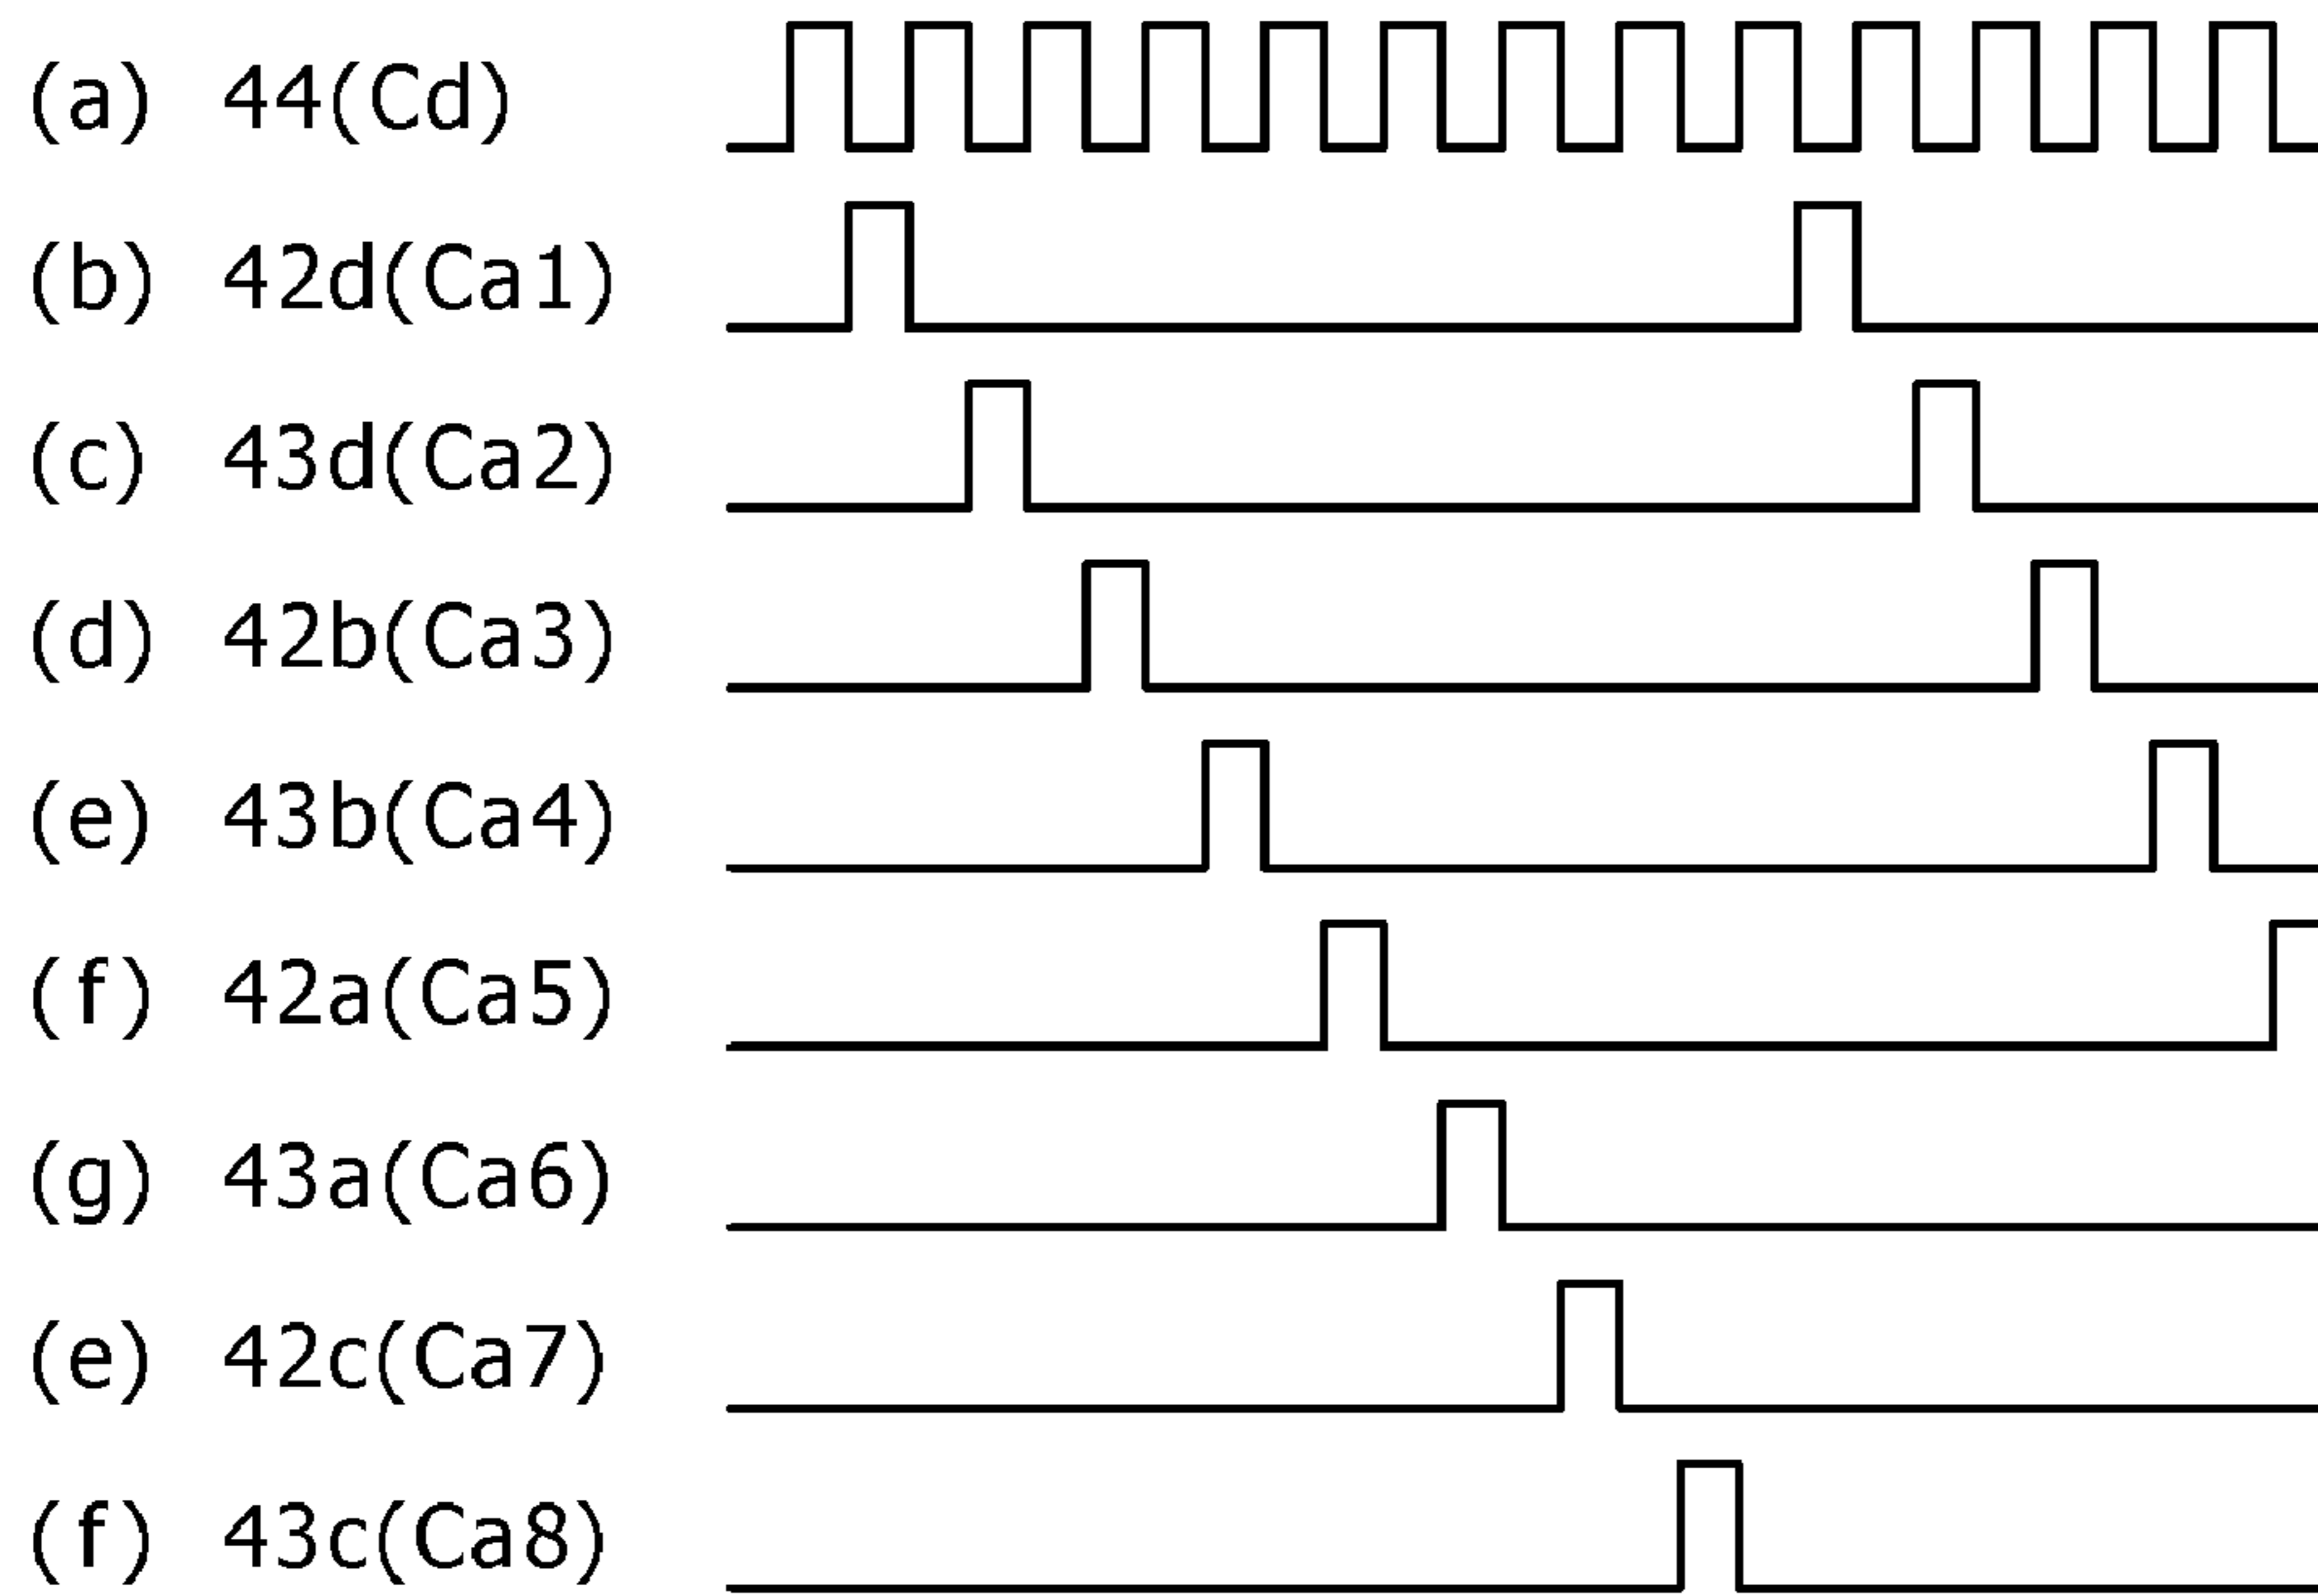 (a) 44(Cd)
(b) 42d(Ca1)
(c) 43d(Ca2)
(d) 42b(Ca3)
(e) 43b(Ca4)
(f) 42a(Ca5)
(g) 43a(Ca6)
(e) 42c(Ca7)
(f) 43c(Ca8)